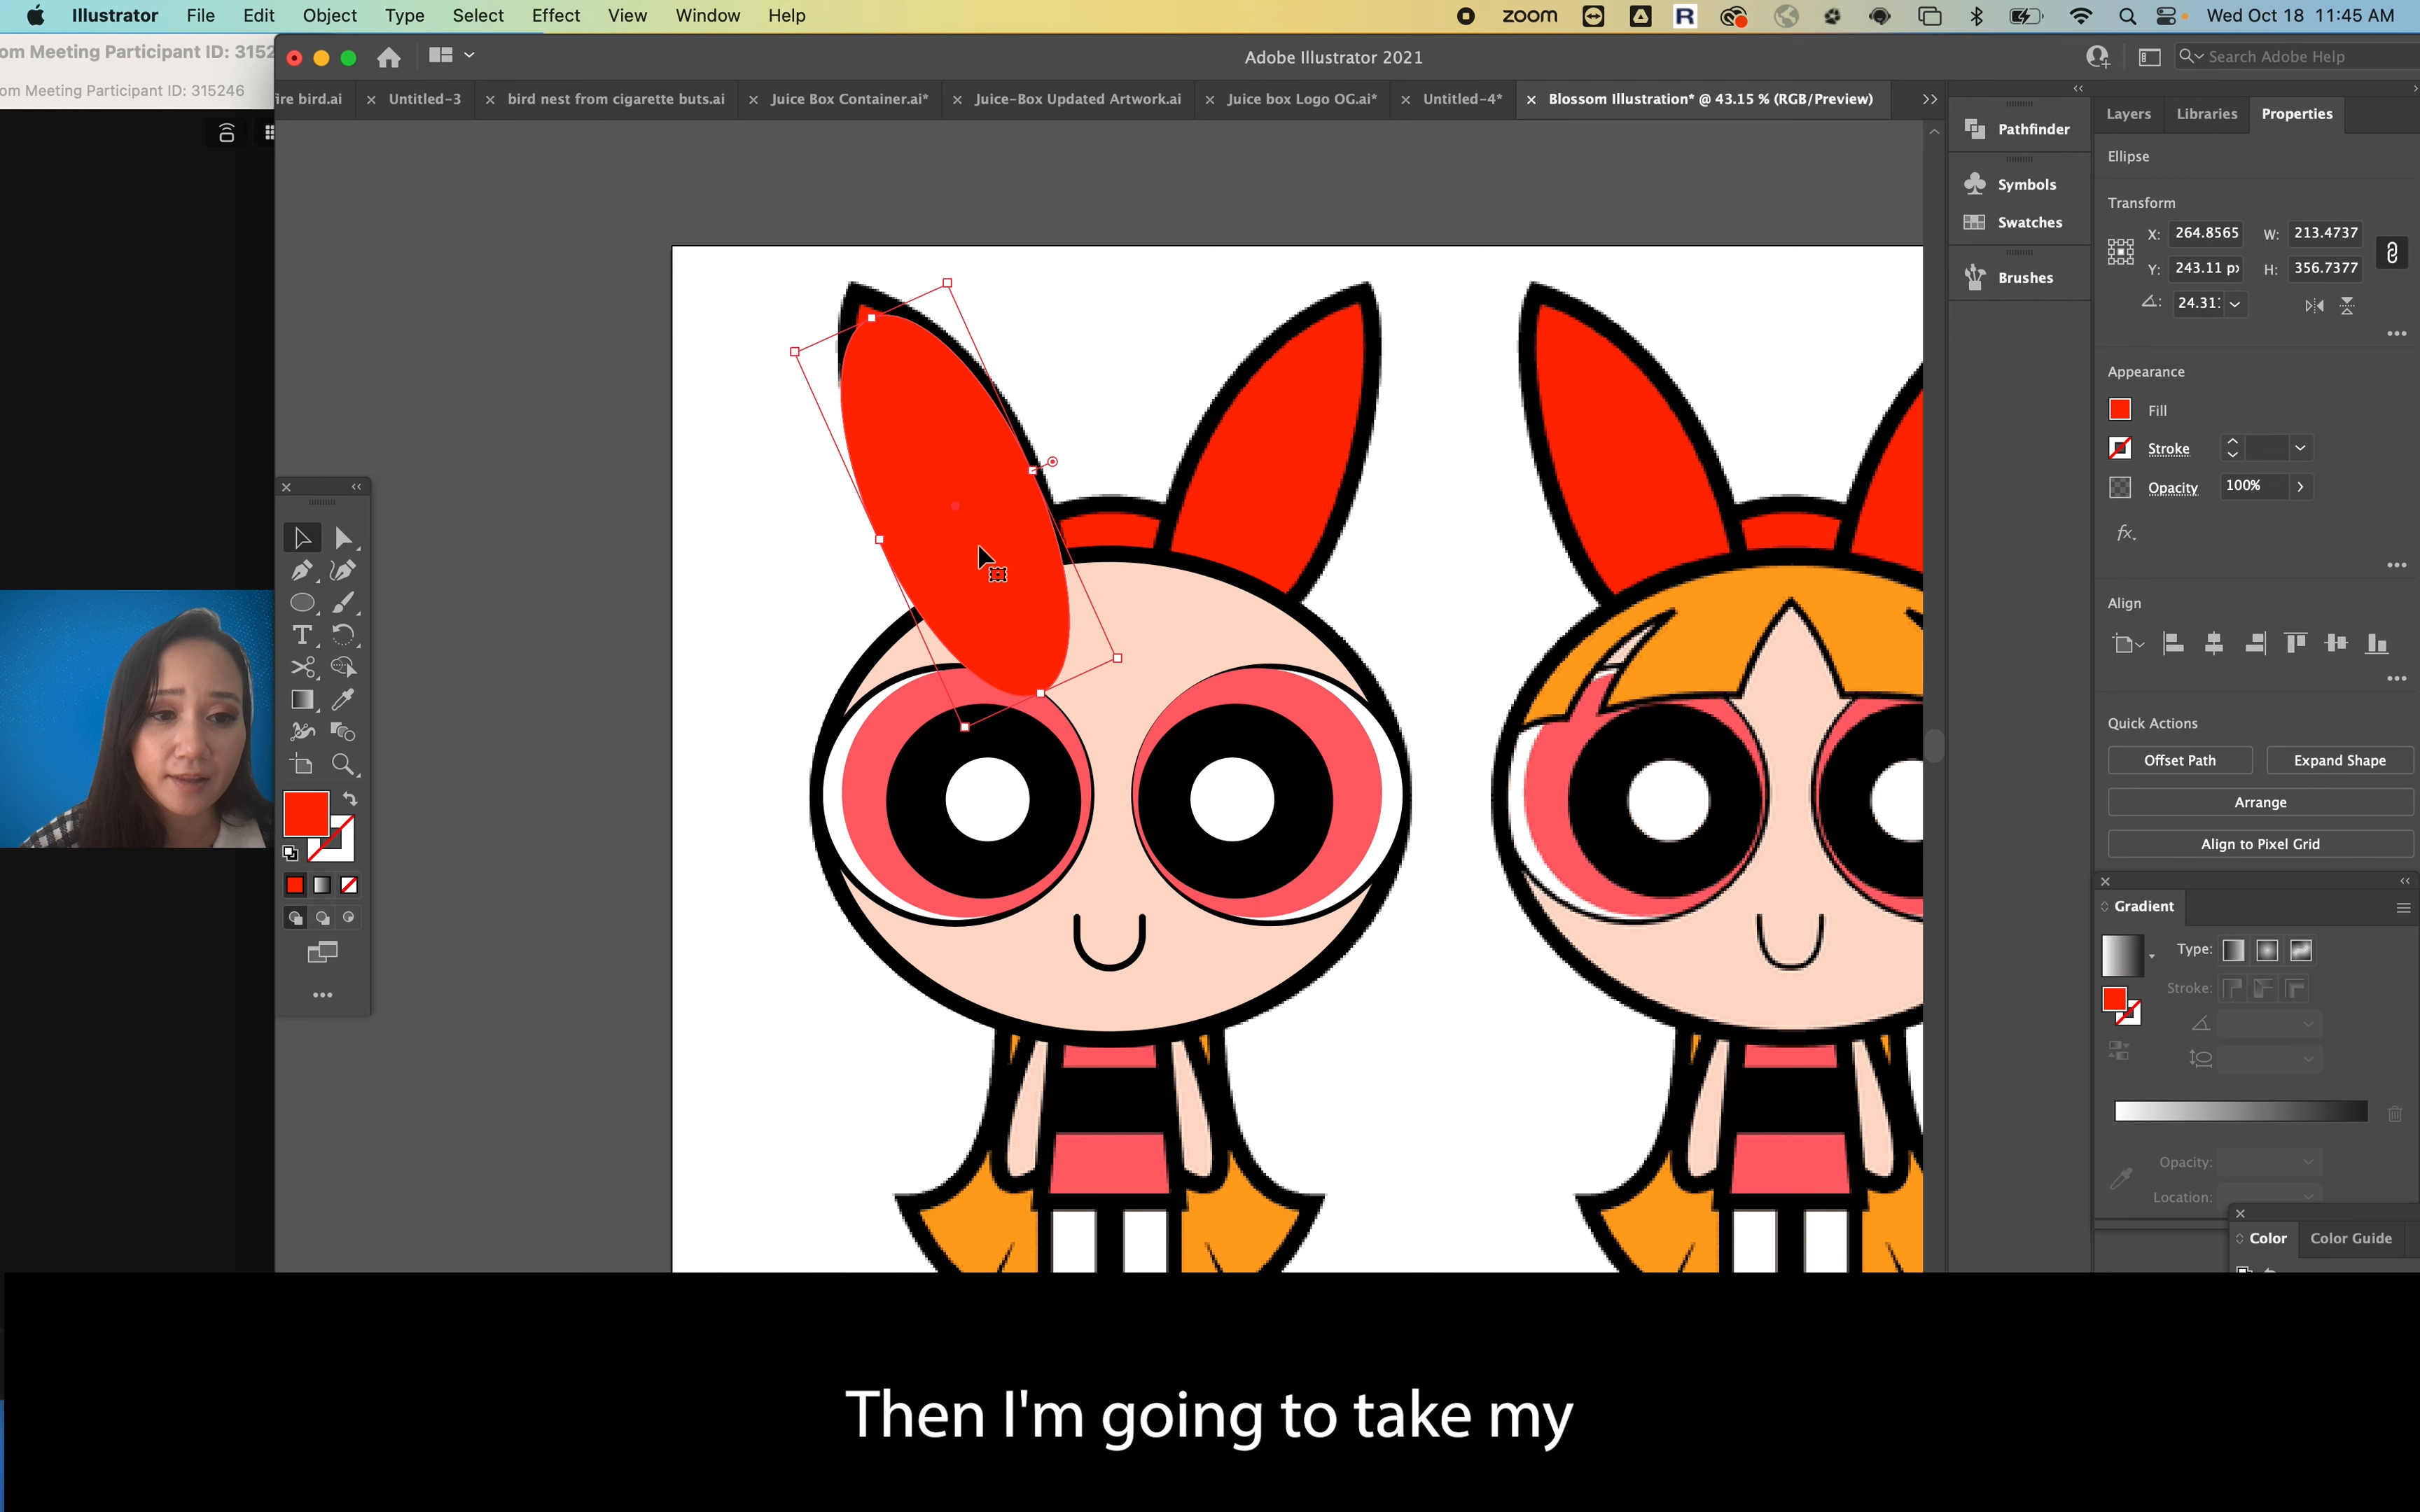 Illustrator File Edit Object Type Select Effect View Window Help
zoom
Wed Oct 18 11:45 AM
om Meeting Participant ID: 3152
om Meeting Participant ID: 315246
Adobe Illustrator 2021
Search Adobe Help
ire bird.ai
Untitled-3
bird nest from cigarette buts.ai
Juice Box Container.ai*
Juice-Box Updated Artwork.ai
Juice box Logo OG.ai*
Untitled-4*
Blossom Illustration* @ 43.15 % (RGB/Preview)
Pathfinder
Symbols
Swatches
Brushes
Layers
Libraries
Properties
Ellipse
Transform
X: 264.8565 W: 213.4737
Y: 243.11 px H: 356.7377
24.31:
Appearance
Fill
Stroke
Opacity 100%
fx.
Align
Quick Actions
Offset Path
Expand Shape
Arrange
Align to Pixel Grid
Gradient
Type:
Stroke:
Opacity:
Location:
Color
Color Guide
Then I'm going to take my